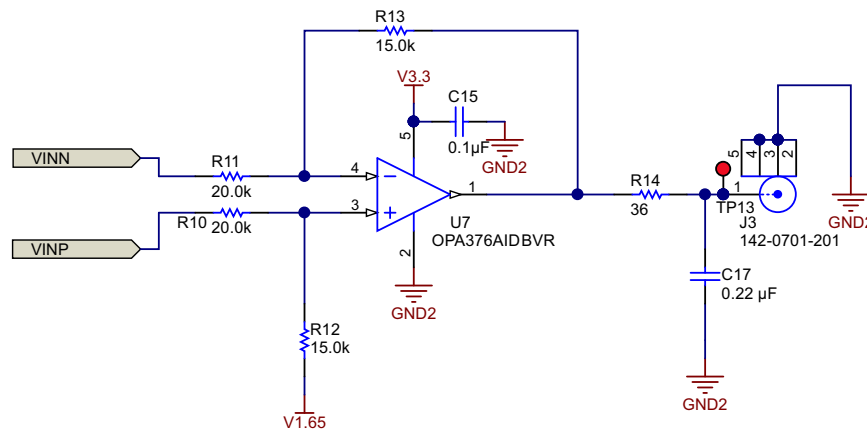 R13
15.0k
V3.3
C15
0.1µF
GND2
5
VINN
R11
20.0k
4
3
1
2
U7
OPA376AIDBVR
VINP
R10
20.0k
R14
36
TP13
1
5
4
3
2
J3
142-0701-201
GND2
C17
0.22 µF
GND2
R12
15.0k
V1.65
GND2